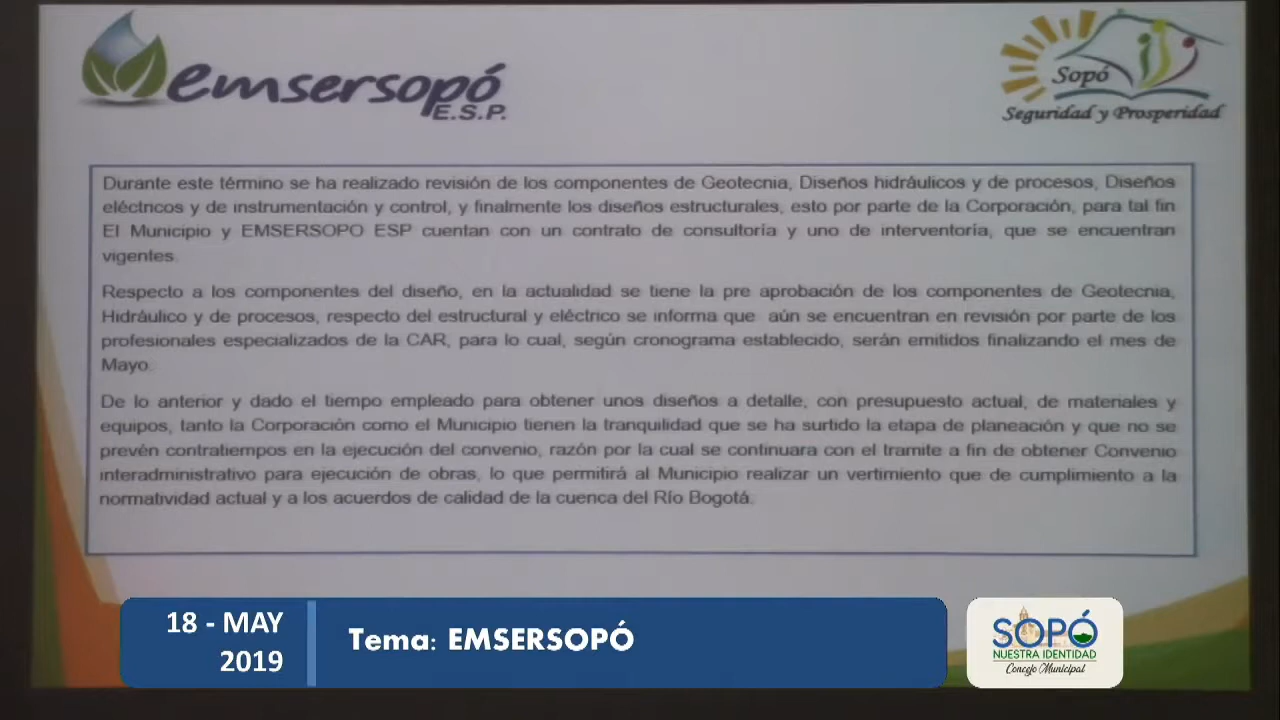 emsersopó
E.S.P.
Sopó
Seguridad y Prosperidad
Durante este término se ha realizado revisión de los componentes de Geotecnia, Diseños hidráulicos y de procesos, Diseños
eléctricos y de instrumentación y control, y finalmente los diseños estructurales, esto por parte de la Corporación, para tal fin
El Municipio y EMSERSOPO ESP cuentan con un contrato de consultoría y uno de interventoría, que se encuentran
vigentes.
Respecto a los componentes del diseño, en la actualidad se tiene la pre aprobación de los componentes de Geotecnia,
Hidráulico y de procesos, respecto del estructural y eléctrico se informa que aún se encuentran en revisión por parte de los
profesionales especializados de la CAR, para lo cual, según cronograma establecido, serán emitidos finalizando el mes de
Mayo.
De lo anterior y dado el tiempo empleado para obtener unos diseños a detalle, con presupuesto actual, de materiales y
equipos, tanto la Corporación como el Municipio tienen la tranquilidad que se ha surtido la etapa de planeación y que no se
prevén contratiempos en la ejecución del convenio, razón por la cual se continuara con el tramite a fin de obtener Convenio
interadministrativo para ejecución de obras, lo que permitirá al Municipio realizar un vertimiento que de cumplimiento a la
normatividad actual y a los acuerdos de calidad de la cuenca del Río Bogotá.
18 - MAY
2019
Tema: EMSERSOPÓ
SOPÓ
NUESTRA IDENTIDAD
Concejo Municipal